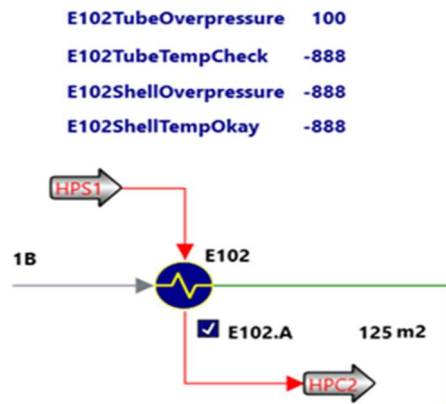 E102TubeOverpressure 100
E102TubeTempCheck -888
E102ShellOverpressure -888
E102ShellTempOkay -888
HPS1
1B
E102
E102.A 125 m2
HPC2